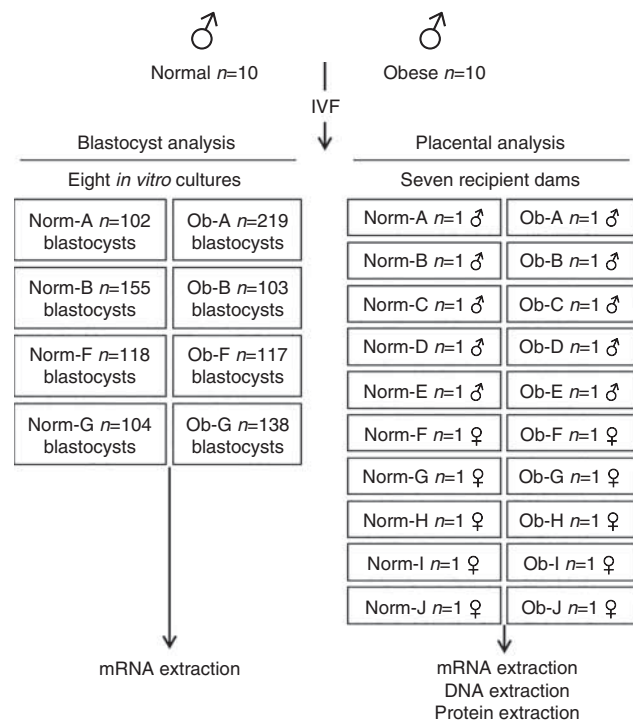 ♂ ♂
Normal n=10 Obese n=10
IVF
Blastocyst analysis
Eight in vitro cultures
Norm-A n=102
blastocysts
Ob-A n=219
blastocysts
Norm-B n=155
blastocysts
Ob-B n=103
blastocysts
Norm-F n=118
blastocysts
Ob-F n=117
blastocysts
Norm-G n=104
blastocysts
Ob-G n=138
blastocysts
mRNA extraction
Placental analysis
Seven recipient dams
Norm-A n=1 ♂ Ob-A n=1 ♂
Norm-B n=1 ♂ Ob-B n=1 ♂
Norm-C n=1 ♂ Ob-C n=1 ♂
Norm-D n=1 ♂ Ob-D n=1 ♂
Norm-E n=1 ♂ Ob-E n=1 ♂
Norm-F n=1 ♀ Ob-F n=1 ♀
Norm-G n=1 ♀ Ob-G n=1 ♀
Norm-H n=1 ♀ Ob-H n=1 ♀
Norm-I n=1 ♀ Ob-I n=1 ♀
Norm-J n=1 ♀ Ob-J n=1 ♀
mRNA extraction
DNA extraction
Protein extraction